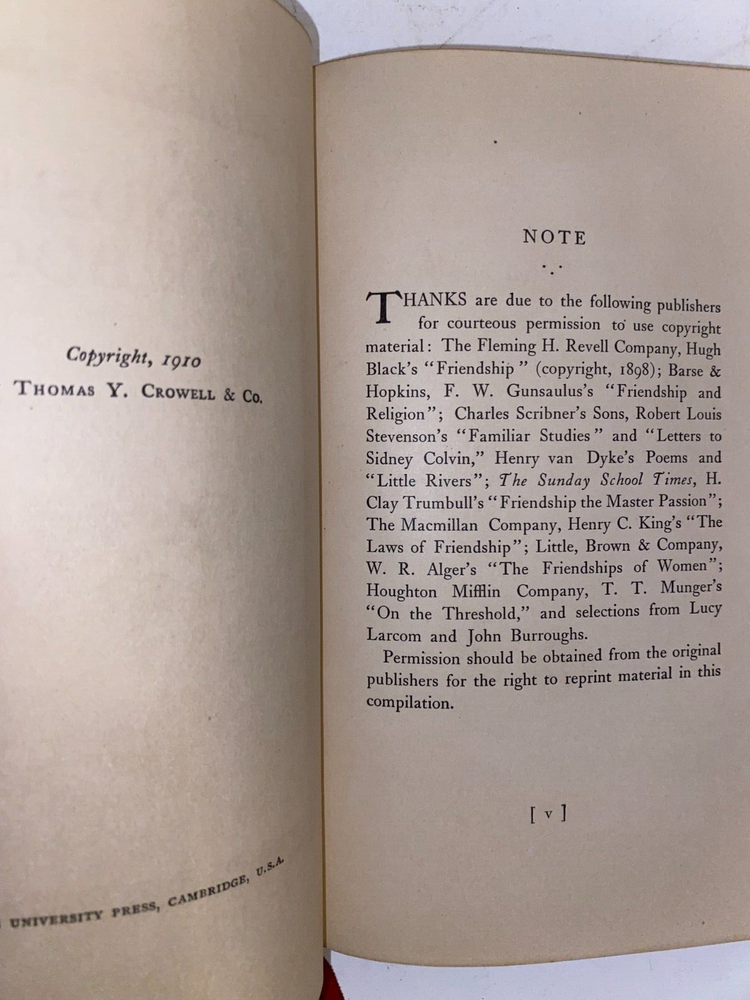 Copyright, 1910
THOMAS Y. CROWELL & CO.
UNIVERSITY PRESS, CAMBRIDGE, U.S.A.
NOTE
THANKS are due to the following publishers
for courteous permission to use copyright
material: The Fleming H. Revell Company, Hugh
Black's "Friendship" (copyright, 1898); Barse &
Hopkins, F. W. Gunsaulus's "Friendship and
Religion"; Charles Scribner's Sons, Robert Louis
Stevenson's "Familiar Studies" and "Letters to
Sidney Colvin," Henry van Dyke's Poems and
"Little Rivers"; The Sunday School Times, H.
Clay Trumbull's "Friendship the Master Passion";
The Macmillan Company, Henry C. King's "The
Laws of Friendship"; Little, Brown & Company,
W. R. Alger's "The Friendships of Women";
Houghton Mifflin Company, T. T. Munger's
"On the Threshold," and selections from Lucy
Larcom and John Burroughs.
Permission should be obtained from the original
publishers for the right to reprint material in this
compilation.
[ v ]